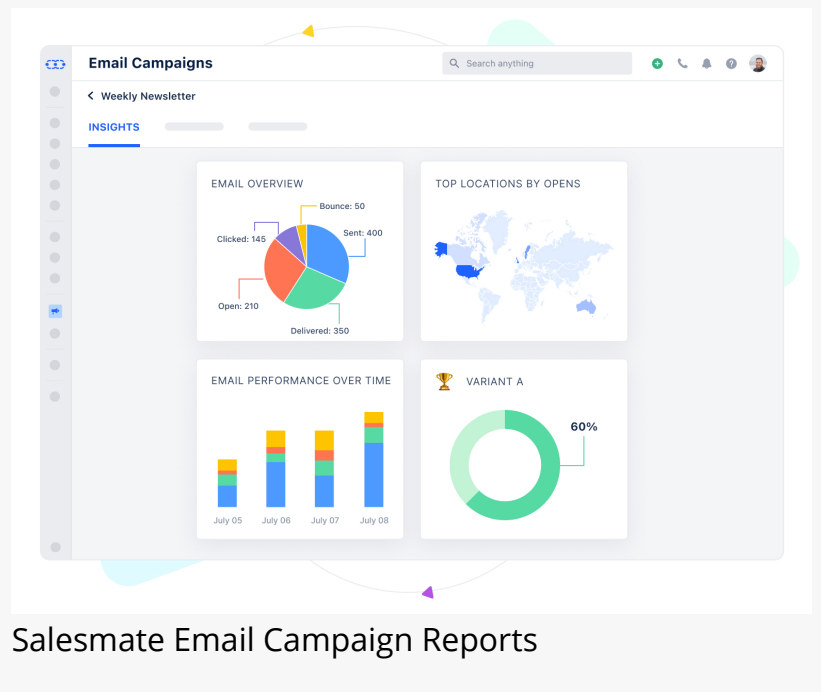 Email Campaigns
Search anything
Weekly Newsletter
INSIGHTS
EMAIL OVERVIEW
Bounce: 50
Clicked: 145
Sent: 400
Open: 210
Delivered: 350
TOP LOCATIONS BY OPENS
EMAIL PERFORMANCE OVER TIME
July 05
July 06
July 07
July 08
VARIANT A
60%
Salesmate Email Campaign Reports